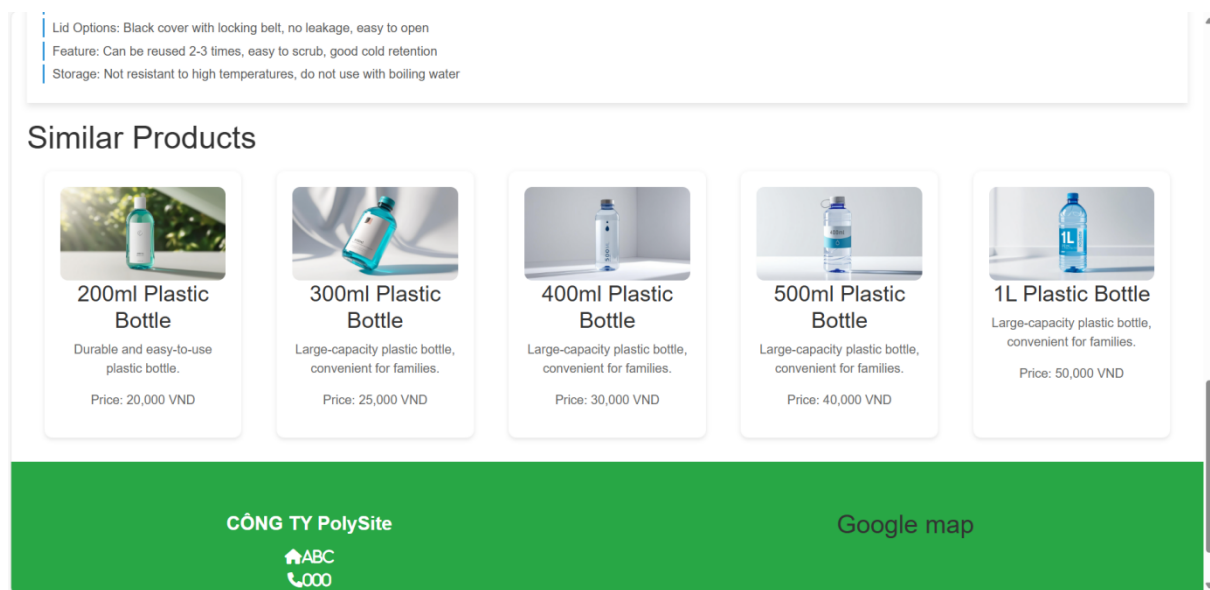 Lid Options: Black cover with locking belt, no leakage, easy to open
Feature: Can be reused 2-3 times, easy to scrub, good cold retention
Storage: Not resistant to high temperatures, do not use with boiling water
Similar Products
200ml Plastic
Bottle
Durable and easy-to-use
plastic bottle.
Price: 20,000 VND
300ml Plastic
Bottle
Large-capacity plastic bottle,
convenient for families.
Price: 25,000 VND
300ml
400ml Plastic
Bottle
Large-capacity plastic bottle,
convenient for families.
Price: 30,000 VND
500ml Plastic
Bottle
Large-capacity plastic bottle,
convenient for families.
Price: 40,000 VND
1L
1L Plastic Bottle
Large-capacity plastic bottle,
convenient for families.
Price: 50,000 VND
CÔNG TY PolySite
ABC
000
Google map